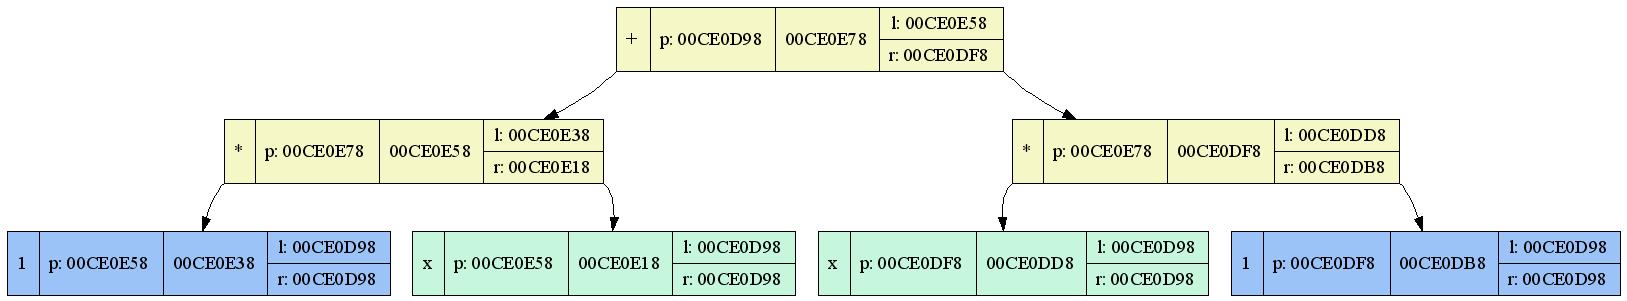 + p: 00CE0D98 00CE0E78 l: 00CE0E58
r: 00CE0DF8
* p: 00CE0E78 00CE0E58 l: 00CE0E38
r: 00CE0E18
* p: 00CE0E78 00CE0DF8 l: 00CE0DD8
r: 00CE0DB8
1 p: 00CE0E58 00CE0E38 l: 00CE0D98
r: 00CE0D98
x p: 00CE0E58 00CE0E18 l: 00CE0D98
r: 00CE0D98
x p: 00CE0DF8 00CE0DD8 l: 00CE0D98
r: 00CE0D98
1 p: 00CE0DF8 00CE0DB8 l: 00CE0D98
r: 00CE0D98